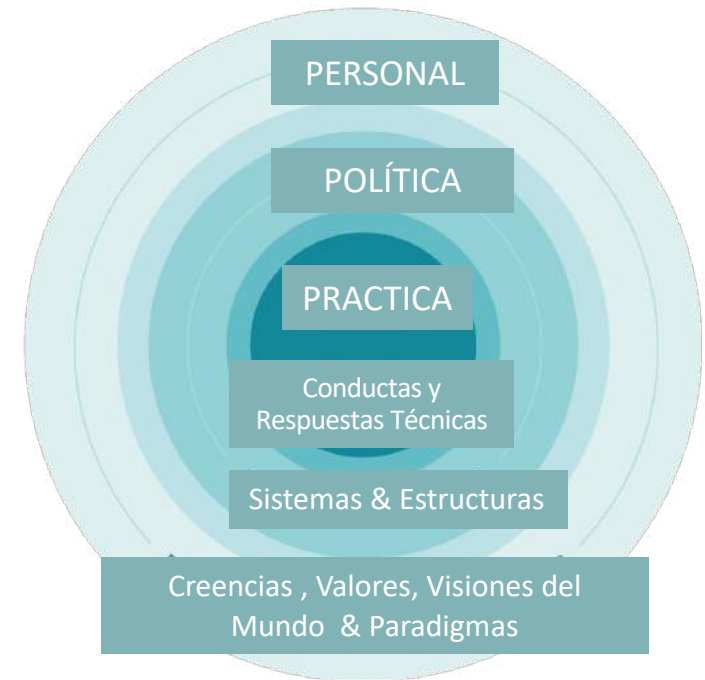 PERSONAL
POLÍTICA
PRACTICA
Conductas y
Respuestas Técnicas
Sistemas & Estructuras
Creencias , Valores, Visiones del
Mundo & Paradigmas